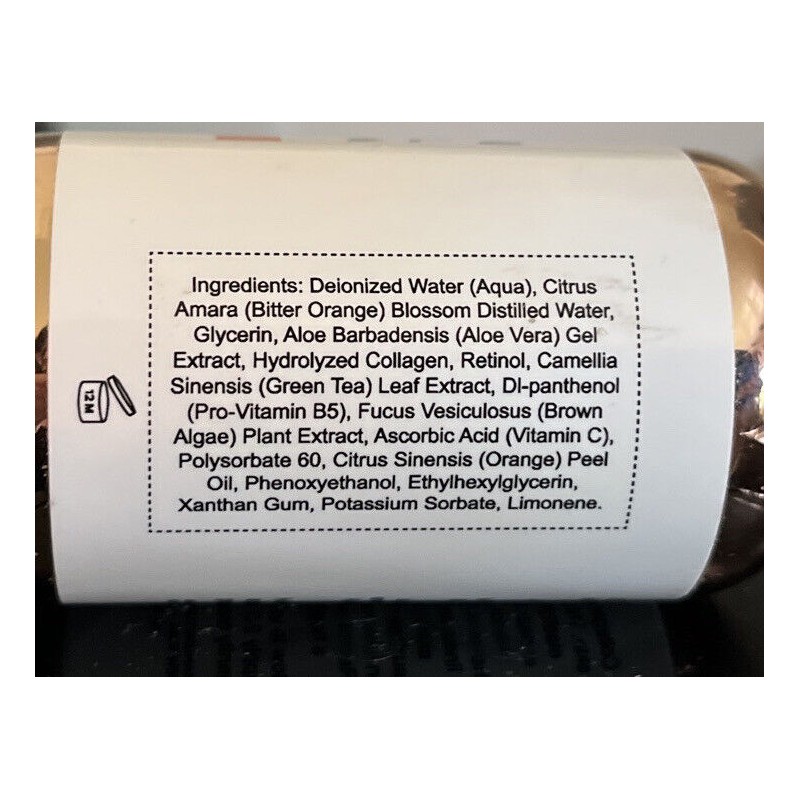 Ingredients: Deionized Water (Aqua), Citrus
Amara (Bitter Orange) Blossom Distilled Water,
Glycerin, Aloe Barbadensis (Aloe Vera) Gel
Extract, Hydrolyzed Collagen, Retinol, Camellia
Sinensis (Green Tea) Leaf Extract, Dl-panthenol
(Pro-Vitamin B5), Fucus Vesiculosus (Brown
Algae) Plant Extract, Ascorbic Acid (Vitamin C),
Polysorbate 60, Citrus Sinensis (Orange) Peel
Oil, Phenoxyethanol, Ethylhexylglycerin,
Xanthan Gum, Potassium Sorbate, Limonene.
12 M